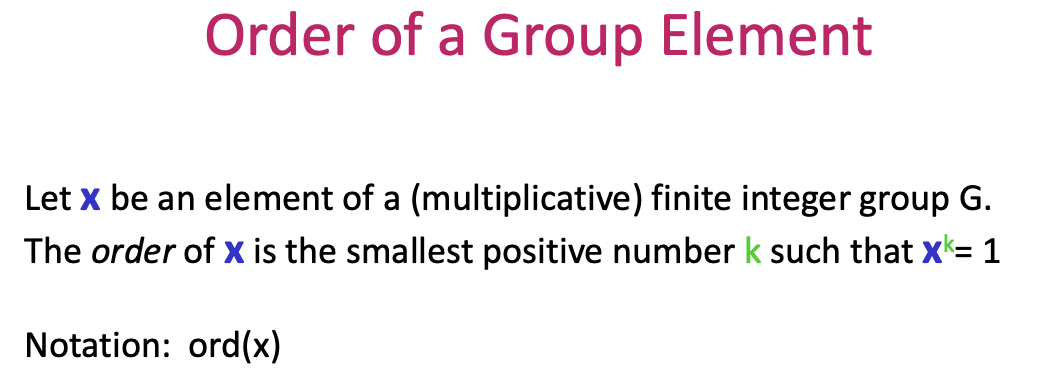 Order of a Group Element
Let x be an element of a (multiplicative) finite integer group G.
The order of x is the smallest positive number k such that xᵏ= 1
Notation: ord(x)